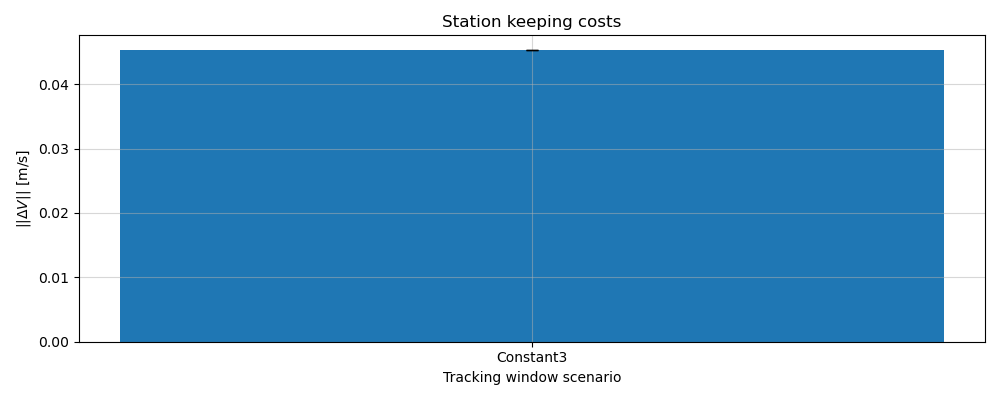 Station keeping costs
0.04
0.03
0.02
0.01
0.00
||ΔV|| [m/s]
Constant3
Tracking window scenario